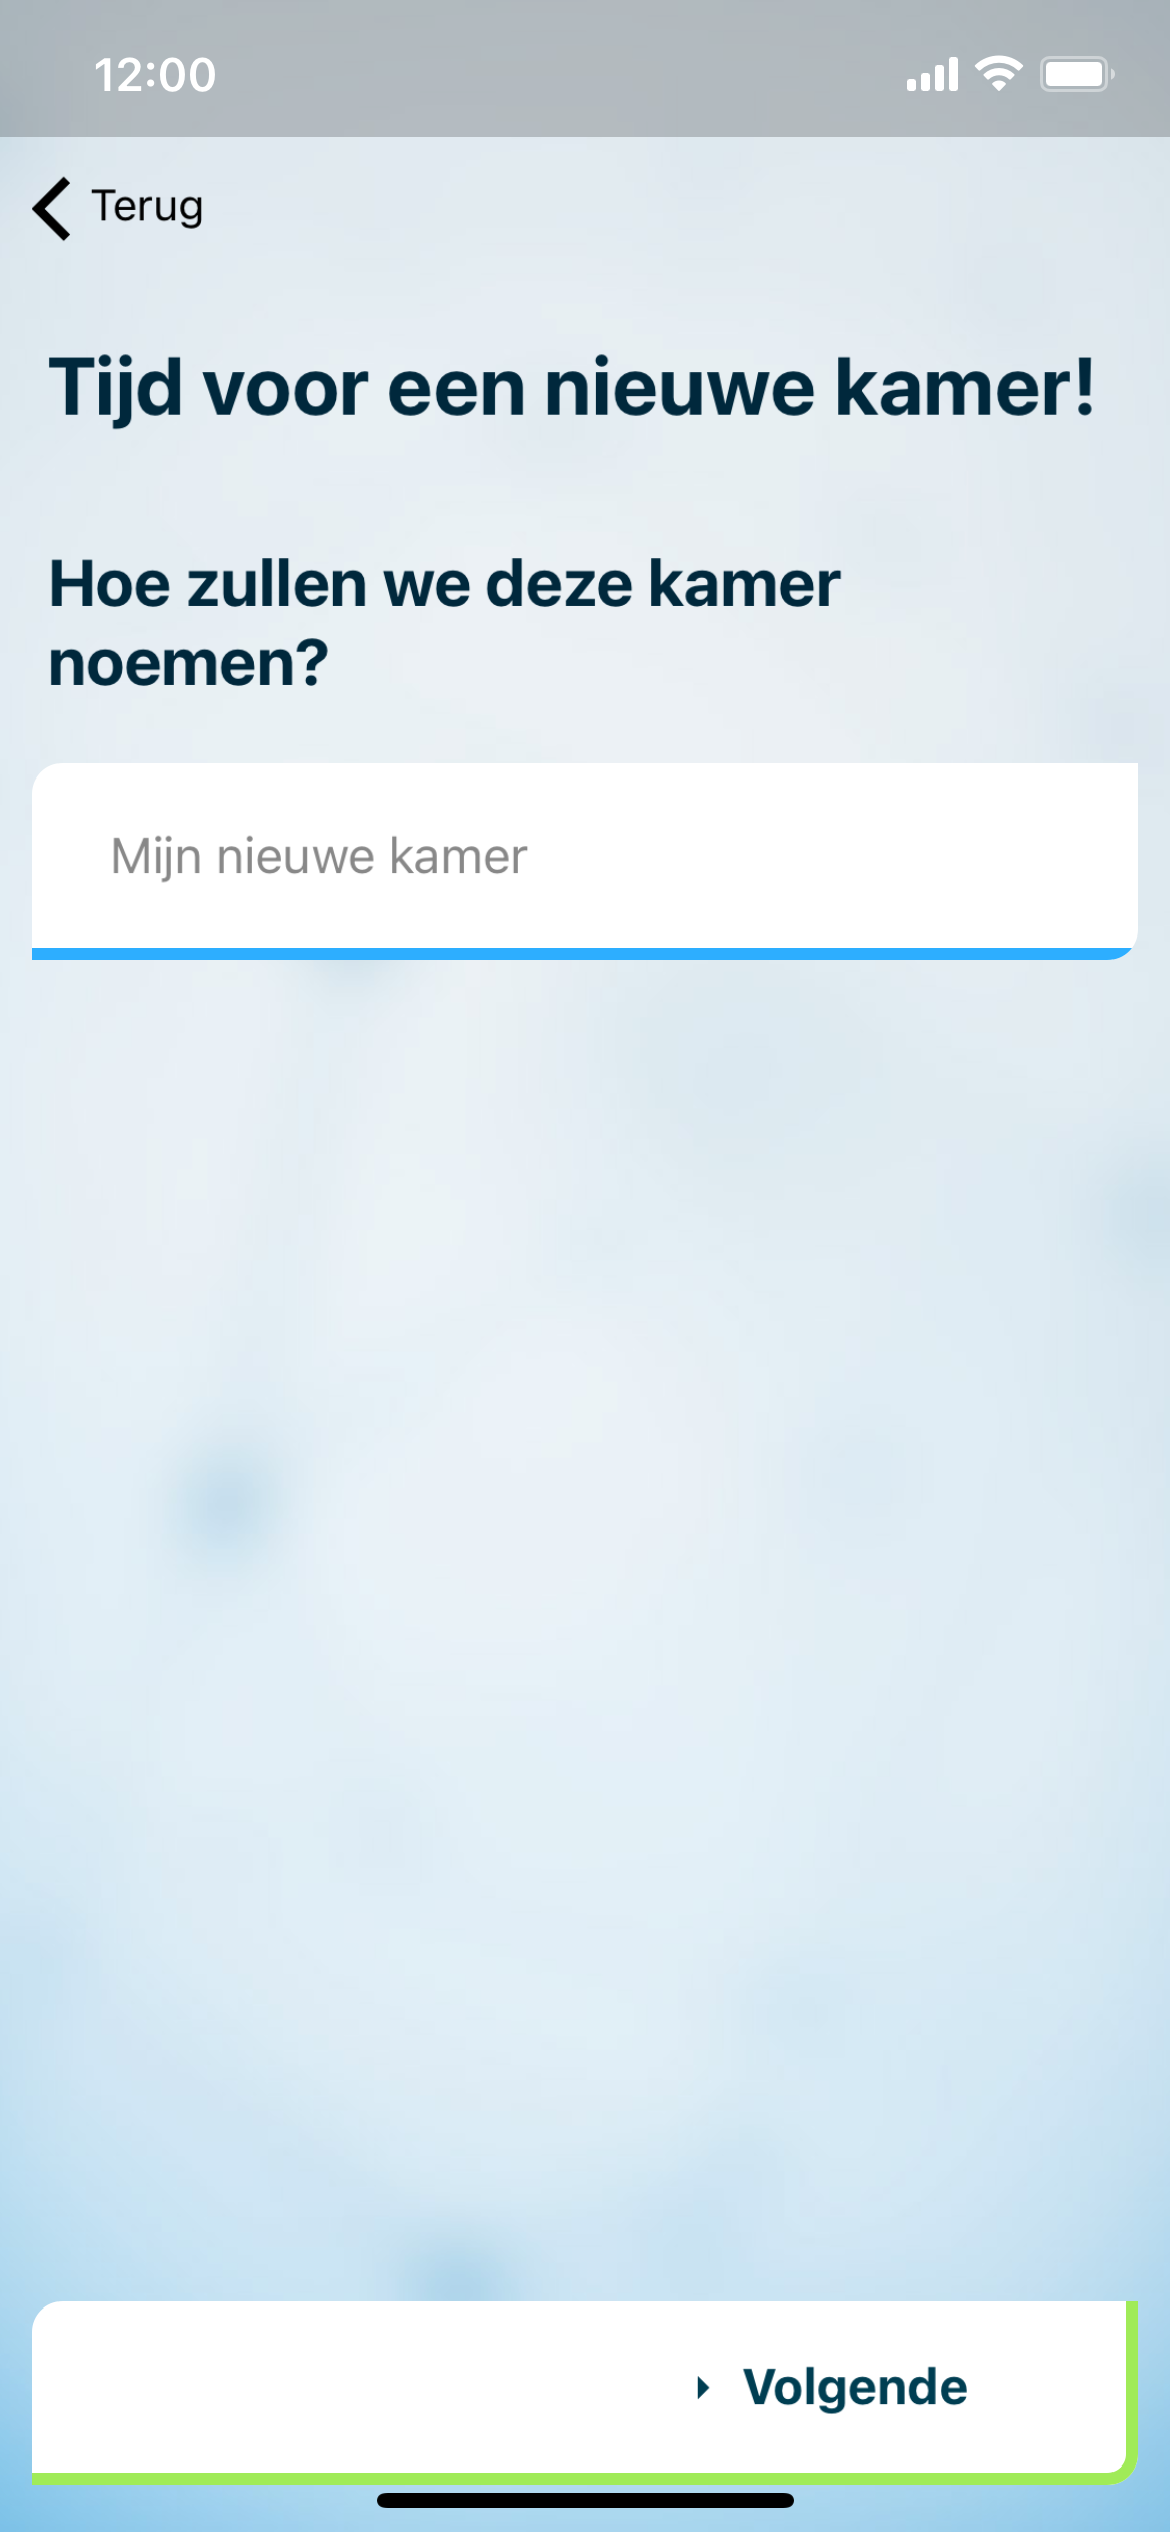 12:00
Terug
Tijd voor een nieuwe kamer!
Hoe zullen we deze kamer
noemen?
Mijn nieuwe kamer
Volgende